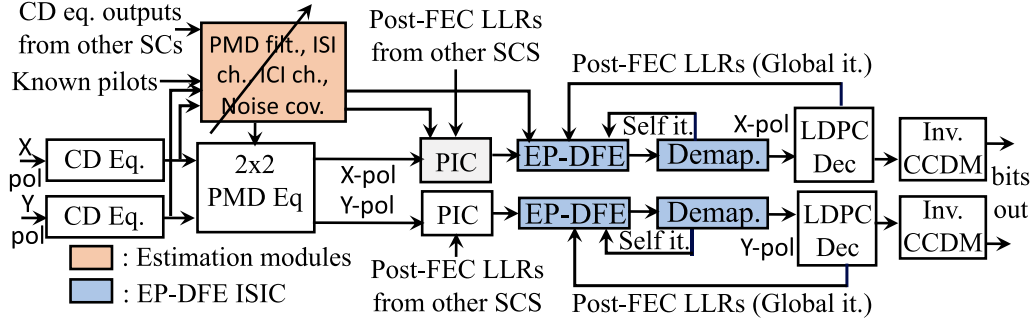 CD eq. outputs
from other SCs
Known pilots
PMD filt., ISI
ch., ICI ch.,
Noise cov.
Post-FEC LLRs
from other SCS
Post-FEC LLRs (Global it.)
X
pol
CD Eq.
Y
pol
CD Eq.
2x2
PMD Eq
X-pol
Y-pol
PIC
PIC
EP-DFE
Self it.
Demap.
X-pol
LDPC
Dec
Inv.
CCDM
EP-DFE
Self it.
Demap.
Y-pol
LDPC
Dec
Inv.
CCDM
bits
out
: Estimation modules
: EP-DFE ISIC
Post-FEC LLRs
from other SCS
Post-FEC LLRs (Global it.)